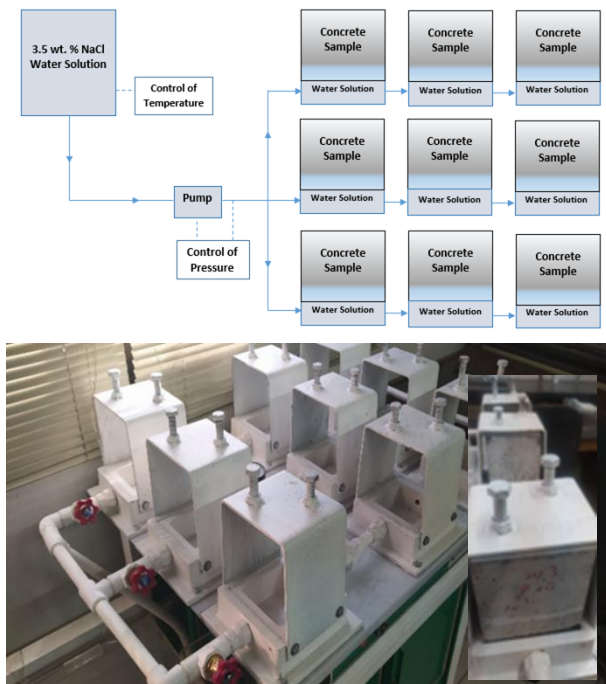 3.5 wt. % NaCl
Water Solution
Control of
Temperature
Pump
Control of
Pressure
Concrete
Sample
Water Solution
Concrete
Sample
Water Solution
Concrete
Sample
Water Solution
Concrete
Sample
Water Solution
Concrete
Sample
Water Solution
Concrete
Sample
Water Solution
Concrete
Sample
Water Solution
Concrete
Sample
Water Solution
Concrete
Sample
Water Solution